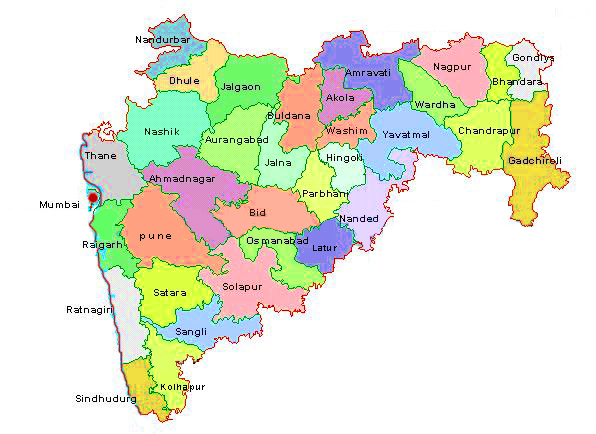 Nandurbar
Dhule
Jalgaon
Amravati
Nagpur
Gondiya
Bhandara
Akola
Buldana
Wardha
Nashik
Aurangabad
Washim
Yavatmal
Chandrapur
Thane
Jalna
Hingoli
Gadchiroli
Ahmadnagar
Parbhani
Mumbai
Bid
Nanded
Raigarh
pune
Osmanabad
Latur
Satara
Solapur
Ratnagiri
Sangli
Sindhudurg
Kolhapur